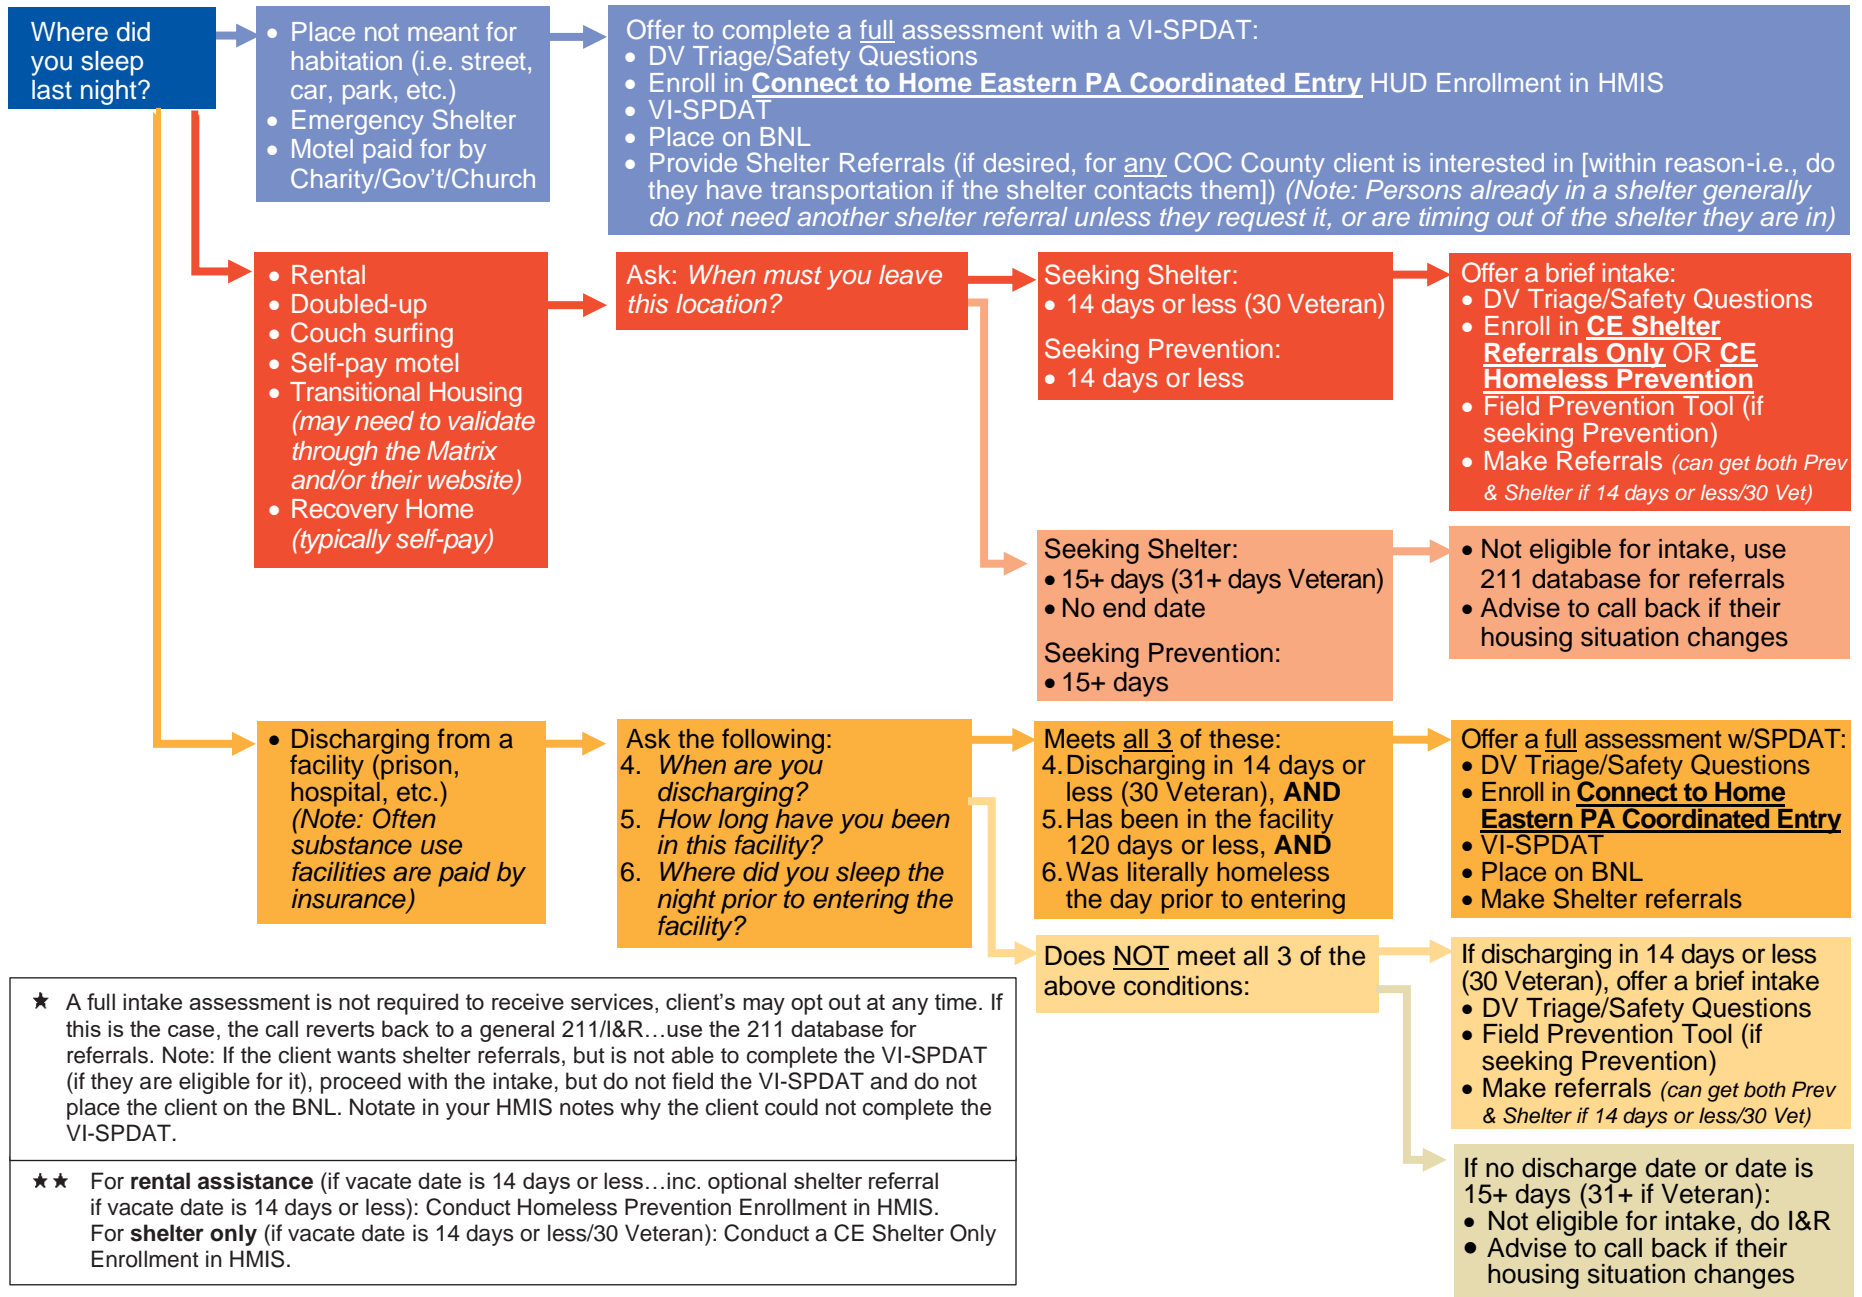 Where did
you sleep
last night?
• Place not meant for
habitation (i.e. street,
car, park, etc.)
• Emergency Shelter
• Motel paid for by
Charity/Gov't/Church
Offer to complete a full assessment with a VI-SPDAT:
• DV Triage/Safety Questions
• Enroll in Connect to Home Eastern PA Coordinated Entry HUD Enrollment in HMIS
• VI-SPDAT
• Place on BNL
• Provide Shelter Referrals (if desired, for any COC County client is interested in [within reason-i.e., do
they have transportation if the shelter contacts them]) (Note: Persons already in a shelter generally
do not need another shelter referral unless they request it, or are timing out of the shelter they are in)
• Rental
• Doubled-up
• Couch surfing
• Self-pay motel
• Transitional Housing
(may need to validate
through the Matrix
and/or their website)
• Recovery Home
(typically self-pay)
Ask: When must you leave
this location?
Seeking Shelter:
• 14 days or less (30 Veteran)
Seeking Prevention:
• 14 days or less
Offer a brief intake:
• DV Triage/Safety Questions
• Enroll in CE Shelter
Referrals Only OR CE
Homeless Prevention
• Field Prevention Tool (if
seeking Prevention)
• Make Referrals (can get both Prev
& Shelter if 14 days or less/30 Vet)
Seeking Shelter:
• 15+ days (31+ days Veteran)
• No end date
Seeking Prevention:
• 15+ days
• Not eligible for intake, use
211 database for referrals
• Advise to call back if their
housing situation changes
• Discharging from a
facility (prison,
hospital, etc.)
(Note: Often
substance use
facilities are paid by
insurance)
Ask the following:
4. When are you
discharging?
5. How long have you been
in this facility?
6. Where did you sleep the
night prior to entering the
facility?
Meets all 3 of these:
4. Discharging in 14 days or
less (30 Veteran), AND
5. Has been in the facility
120 days or less, AND
6. Was literally homeless
the day prior to entering
Offer a full assessment w/SPDAT:
• DV Triage/Safety Questions
• Enroll in Connect to Home
Eastern PA Coordinated Entry
• VI-SPDAT
• Place on BNL
• Make Shelter referrals
Does NOT meet all 3 of the
above conditions:
If discharging in 14 days or less
(30 Veteran), offer a brief intake
• DV Triage/Safety Questions
• Field Prevention Tool (if
seeking Prevention)
• Make referrals (can get both Prev
& Shelter if 14 days or less/30 Vet)
If no discharge date or date is
15+ days (31+ if Veteran):
• Not eligible for intake, do I&R
• Advise to call back if their
housing situation changes
★ A full intake assessment is not required to receive services, client's may opt out at any time. If
this is the case, the call reverts back to a general 211/I&R…use the 211 database for
referrals. Note: If the client wants shelter referrals, but is not able to complete the VI-SPDAT
(if they are eligible for it), proceed with the intake, but do not field the VI-SPDAT and do not
place the client on the BNL. Notate in your HMIS notes why the client could not complete the
VI-SPDAT.
★★ For rental assistance (if vacate date is 14 days or less…inc. optional shelter referral
if vacate date is 14 days or less): Conduct Homeless Prevention Enrollment in HMIS.
For shelter only (if vacate date is 14 days or less/30 Veteran): Conduct a CE Shelter Only
Enrollment in HMIS.